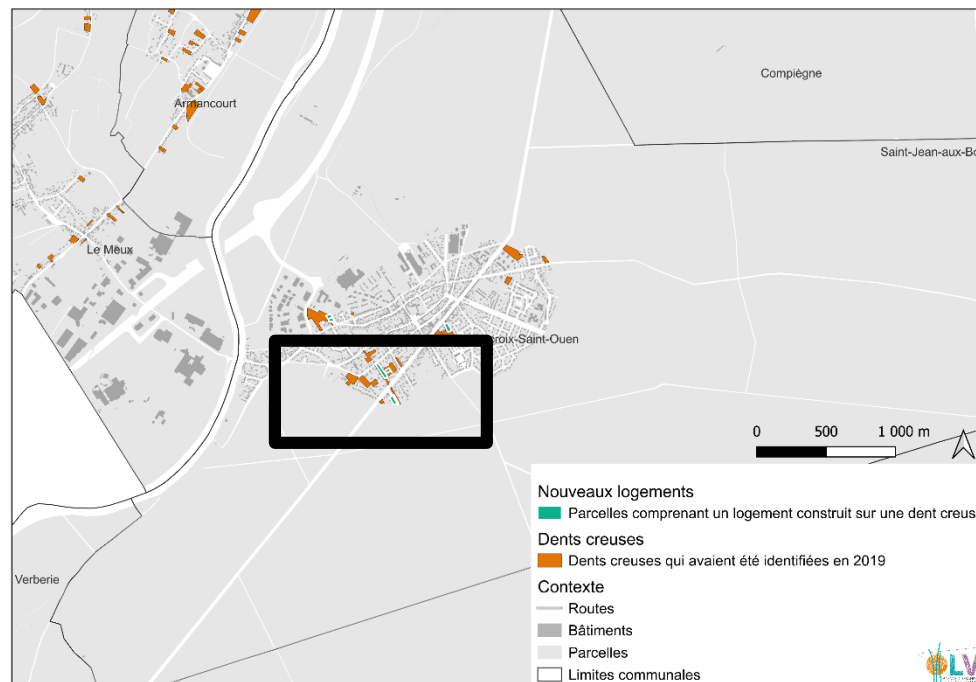 Compiègne
Armancourt
Saint-Jean-aux-Bo
Le Meux
croix-Saint-Ouen
0 500 1 000 m
Nouveaux logements
Parcelles comprenant un logement construit sur une dent creus
Dents creuses
Dents creuses qui avaient été identifiées en 2019
Contexte
Verberie
Routes
Bâtiments
Parcelles
Limites communales
LV